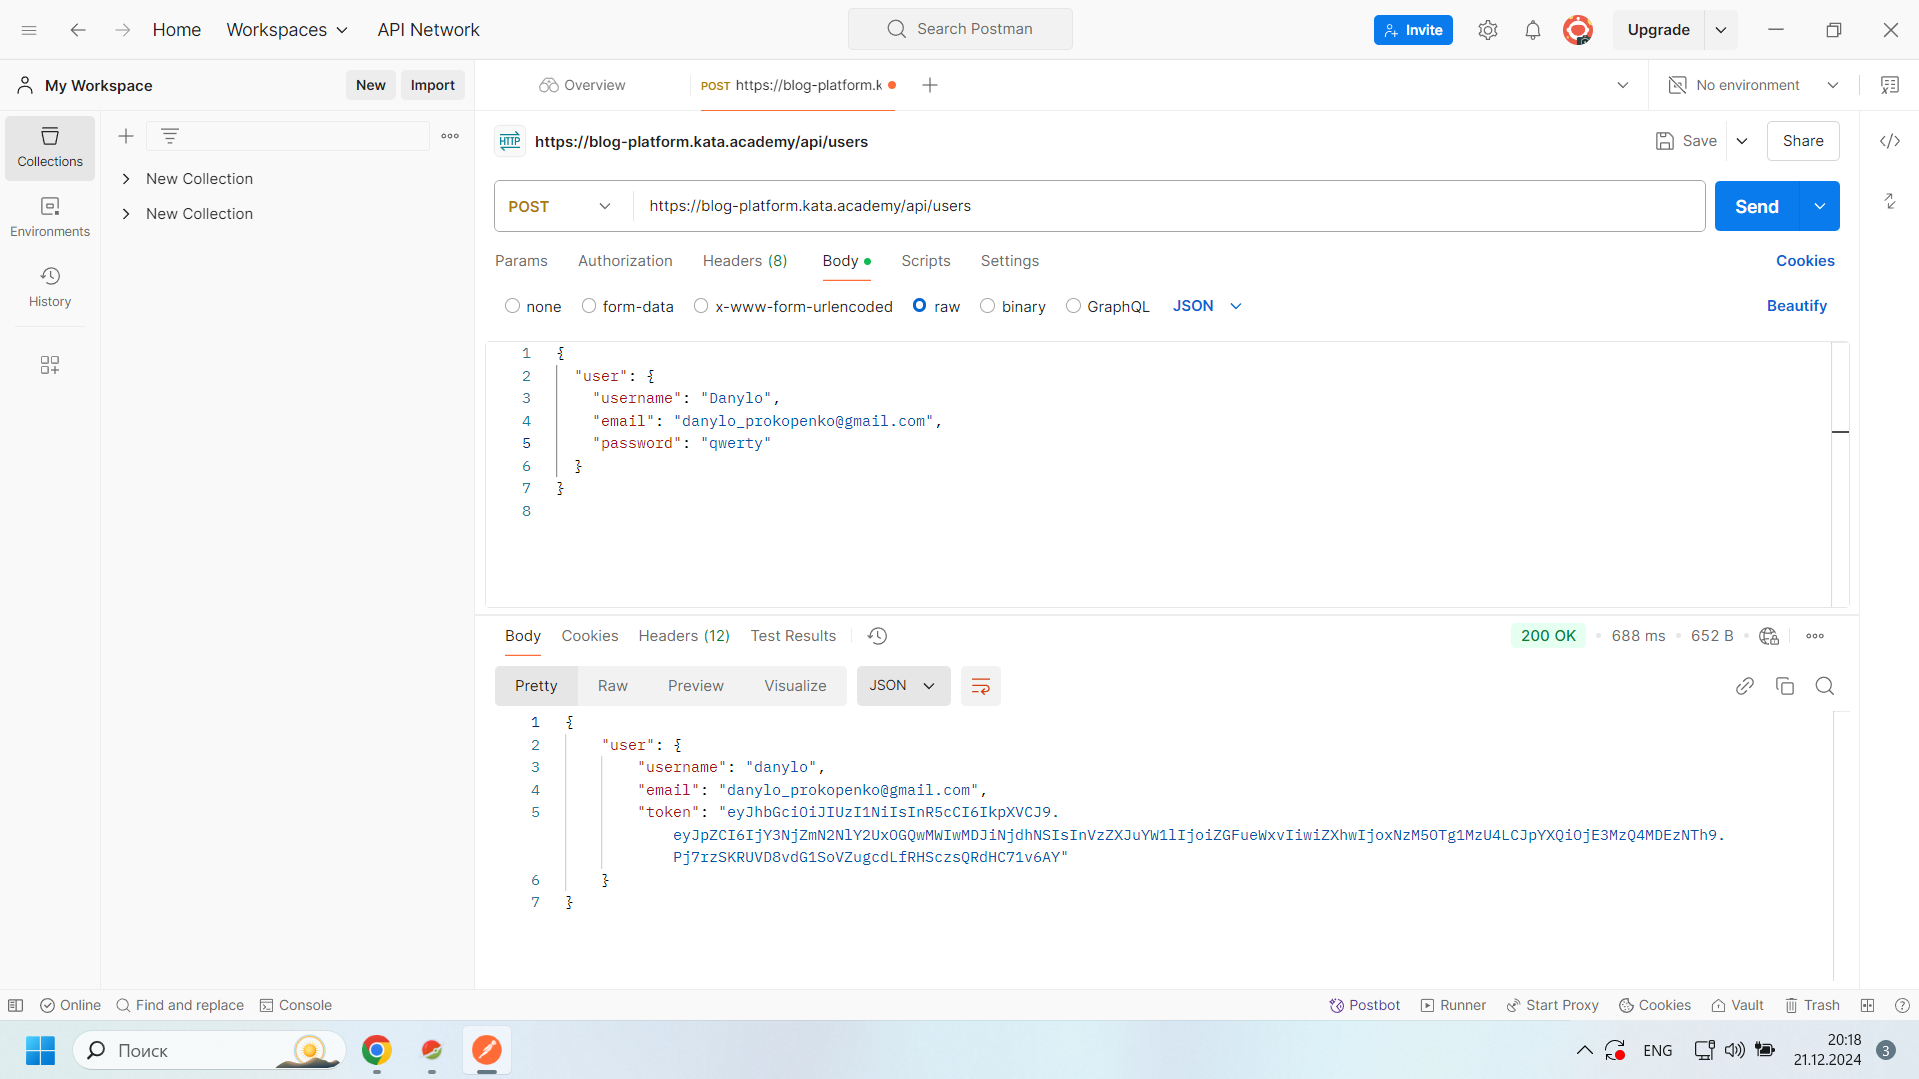 Home Workspaces API Network Search Postman Invite Upgrade
My Workspace New Import Overview POST https://blog-platform.k No environment
Collections
Environments
History
New Collection
New Collection
HTTP https://blog-platform.kata.academy/api/users Save Share
POST https://blog-platform.kata.academy/api/users Send
Params Authorization Headers (8) Body Scripts Settings Cookies
none form-data x-www-form-urlencoded raw binary GraphQL JSON Beautify
1 {
2 "user": {
3 "username": "Danylo",
4 "email": "danylo_prokopenko@gmail.com",
5 "password": "qwerty"
6 }
7 }
8
Body Cookies Headers (12) Test Results 200 OK 688 ms 652 B
Pretty Raw Preview Visualize JSON
1 {
2 "user": {
3 "username": "danylo",
4 "email": "danylo_prokopenko@gmail.com",
5 "token": "eyJhbGciOiJIUzI1NiIsInR5cCI6IkpXVCJ9.
eyJpZCI6IjY3NjZmN2NlY2UxOGQwMWIwMDJiNjdhNSIsInVzZXJuYW1lIjoiZGFueWxvIiwiZXhwIjoxNzM5OTg1MzU4LCJpYXQiOjE3MzQ4MDEzNTh9.
Pj7rzSKRUVD8vdG1SoVZugcdLfRHSczsQRdHC71v6AY"
6 }
7 }
Online Find and replace Console Postbot Runner Start Proxy Cookies Vault Trash
Поиск ENG 20:18
21.12.2024 3